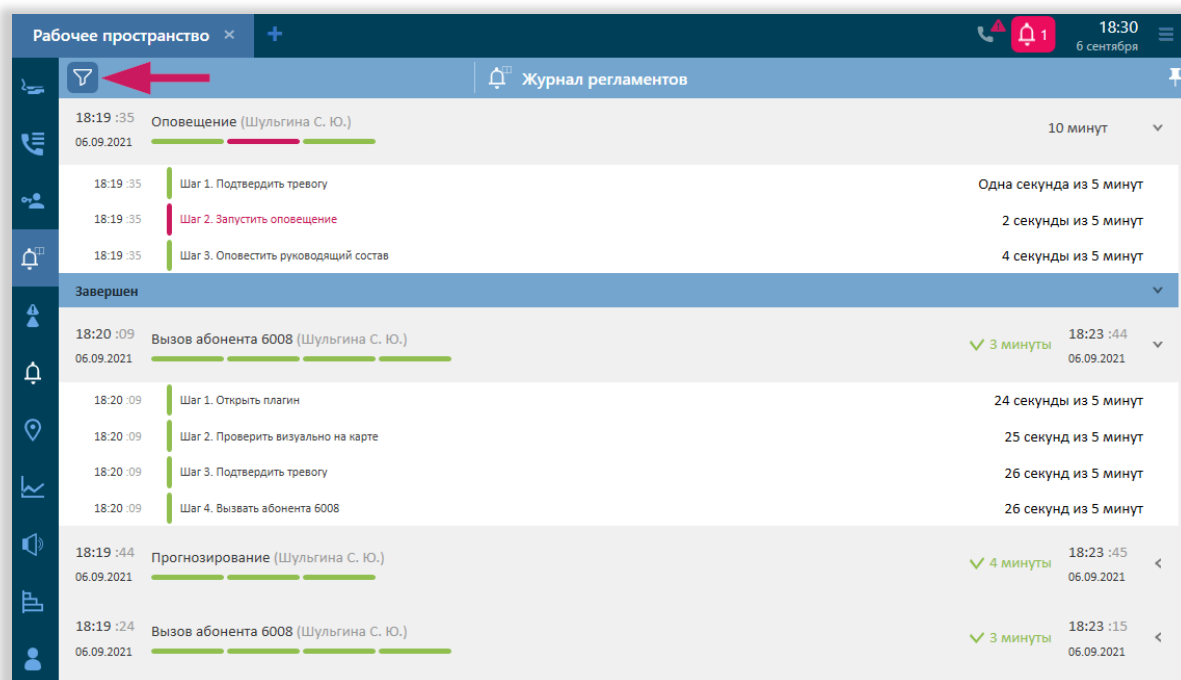 Рабочее пространство × + 1 18:30
6 сентября
Журнал регламентов
18:19 :35 Оповещение (Шульгина С. Ю.) 10 минут
06.09.2021
18:19 :35 Шаг 1. Подтвердить тревогу Одна секунда из 5 минут
18:19 :35 Шаг 2. Запустить оповещение 2 секунды из 5 минут
18:19 :35 Шаг 3. Оповестить руководящий состав 4 секунды из 5 минут
Завершен
18:20 :09 Вызов абонента 6008 (Шульгина С. Ю.) 3 минуты 18:23 :44
06.09.2021 06.09.2021
18:20 :09 Шаг 1. Открыть плагин 24 секунды из 5 минут
18:20 :09 Шаг 2. Проверить визуально на карте 25 секунд из 5 минут
18:20 :09 Шаг 3. Подтвердить тревогу 26 секунд из 5 минут
18:20 :09 Шаг 4. Вызвать абонента 6008 26 секунд из 5 минут
18:19 :44 Прогнозирование (Шульгина С. Ю.) 4 минуты 18:23 :45
06.09.2021 06.09.2021
18:19 :24 Вызов абонента 6008 (Шульгина С. Ю.) 3 минуты 18:23 :15
06.09.2021 06.09.2021